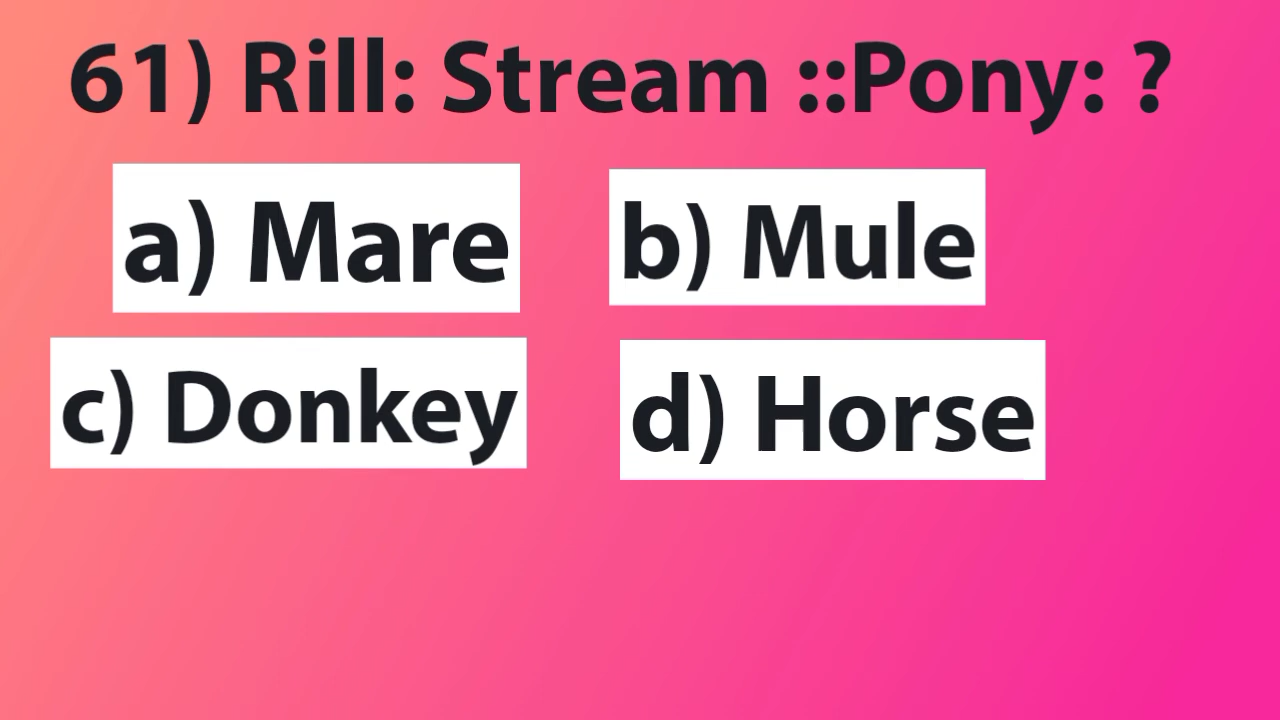 61) Rill: Stream ::Pony: ?
a) Mare
b) Mule
c) Donkey
d) Horse